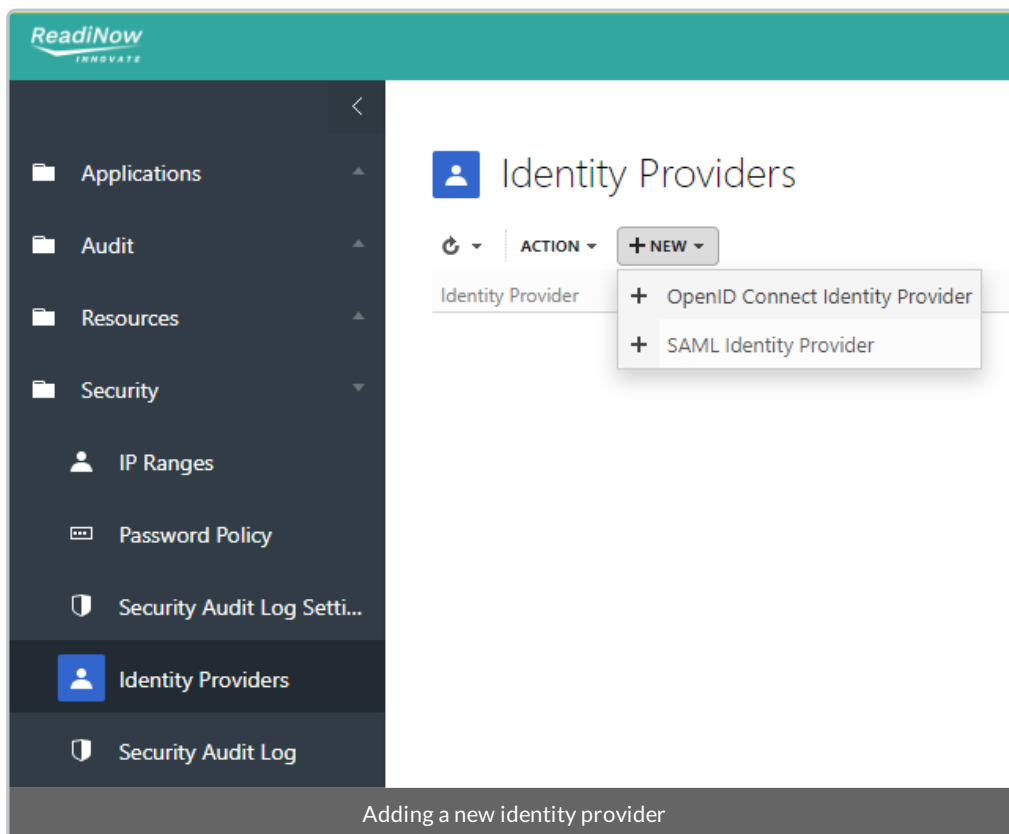 ReadiNow
INNOVATE
Applications
Audit
Resources
Security
IP Ranges
Password Policy
Security Audit Log Setti...
Identity Providers
Security Audit Log
Identity Providers
ACTION
NEW
Identity Provider
OpenID Connect Identity Provider
SAML Identity Provider
Adding a new identity provider